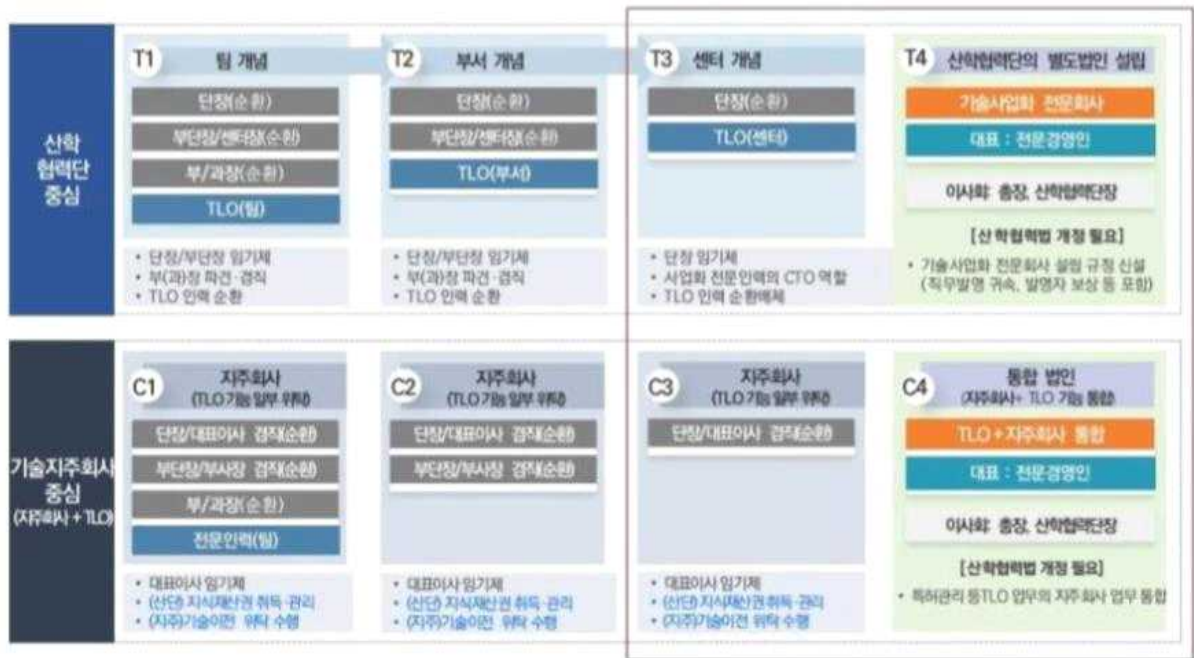 산학
협력단
중심
T1 팀 개념
단장(순환)
부단장/센터장(순환)
부/과장(순환)
TLO(팀)
• 단장/부단장 임기제
• 부(과)장 파견·겸직
• TLO 인력 순환
T2 부서 개념
단장(순환)
부단장/센터장(순환)
TLO(부서)
• 단장/부단장 임기제
• 부(과)장 파견·겸직
• TLO 인력 순환
T3 센터 개념
단장(순환)
TLO(센터)
• 단장 임기제
• 사업화 전문인력의 CTO 역할
• TLO 인력 순환배제
T4 산학협력단의 별도법인 설립
기술사업화 전문회사
대표 : 전문경영인
이사회: 총장, 산학협력단장
[산학협력법 개정 필요]
• 기술사업화 전문회사 설립 규정 신설
(직무발명 귀속, 발명자 보상 등 포함)
기술지주회사
중심
(지주회사 + TLO)
C1 지주회사
(TLO 기능 일부 위탁)
단장/대표이사 겸직(순환)
부단장/부사장 겸직(순환)
부/과장(순환)
전문인력(팀)
• 대표이사 임기제
• (산단) 지식재산권 취득·관리
• (지주)기술이전 위탁 수행
C2 지주회사
(TLO 기능 일부 위탁)
단장/대표이사 겸직(순환)
부단장/부사장 겸직(순환)
• 대표이사 임기제
• (산단) 지식재산권 취득·관리
• (지주)기술이전 위탁 수행
C3 지주회사
(TLO 기능 일부 위탁)
단장/대표이사 겸직(순환)
• 대표이사 임기제
• (산단) 지식재산권 취득·관리
• (지주)기술이전 위탁 수행
C4 통합 법인
(지주회사+ TLO 기능 통합)
TLO+지주회사 통합
대표 : 전문경영인
이사회: 총장, 산학협력단장
[산학협력법 개정 필요]
• 특허관리 등TLO 업무의 지주회사 업무 통합